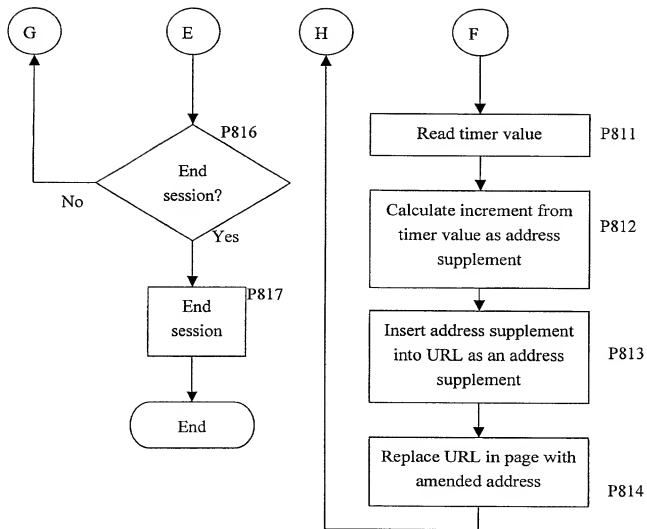 G
E
H
F
P816
End
session?
No
Yes
P817
End
session
End
Read timer value
P811
Calculate increment from
timer value as address
supplement
P812
Insert address supplement
into URL as an address
supplement
P813
Replace URL in page with
amended address
P814